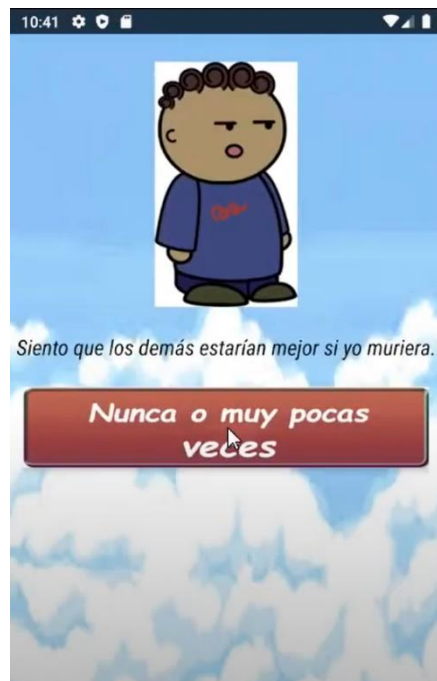 10:41
Siento que los demás estarían mejor si yo muriera.
Nunca o muy pocas
veces